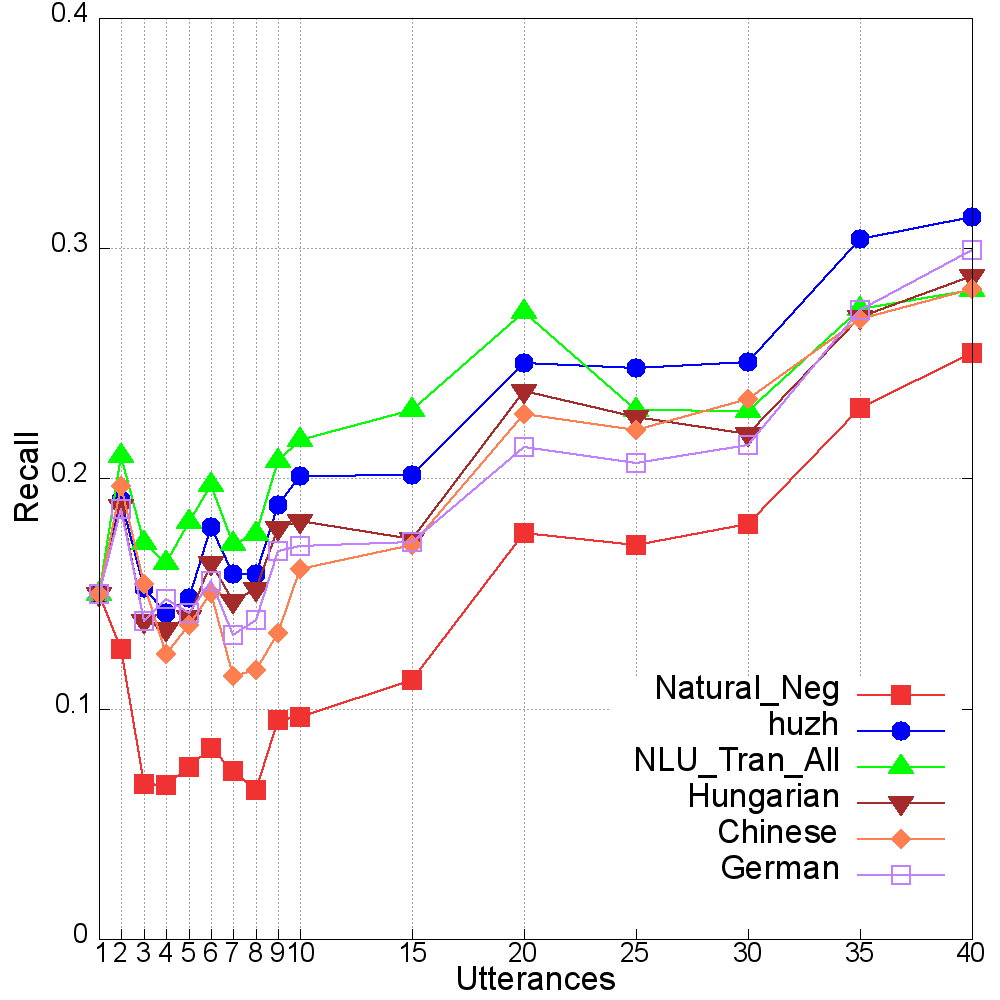 0.4
0.3
0.2
0.1
0
Recall
1 2 3 4 5 6 7 8 9 10 15 20 25 30 35 40
Utterances
Natural_Neg
huzh
NLU_Tran_All
Hungarian
Chinese
German